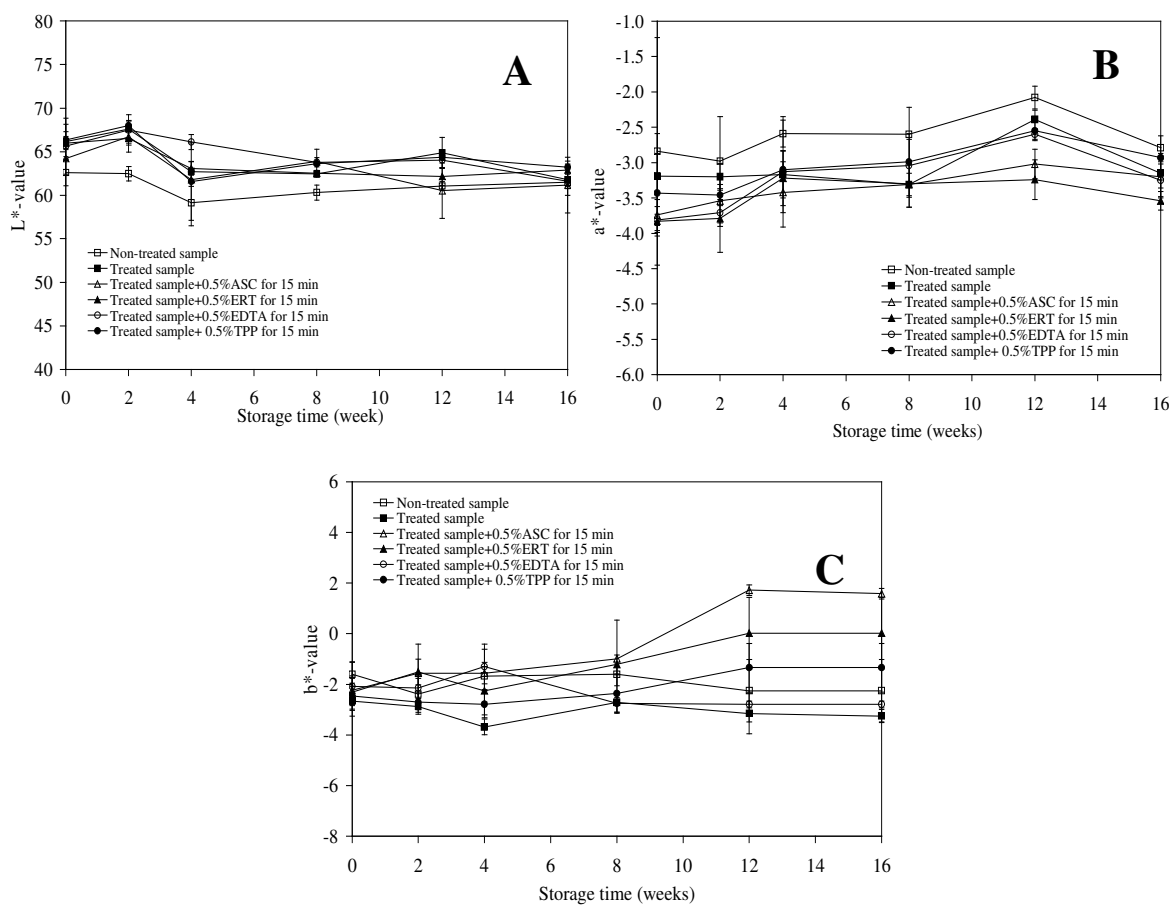 80
75
70
65
60
55
50
45
40
L*-value
A
Non-treated sample
Treated sample
Treated sample+0.5%ASC for 15 min
Treated sample+0.5%ERT for 15 min
Treated sample+0.5%EDTA for 15 min
Treated sample+ 0.5%TPP for 15 min
0 2 4 6 8 10 12 14 16
Storage time (week)
-1.0
-1.5
-2.0
-2.5
-3.0
-3.5
-4.0
-4.5
-5.0
-5.5
-6.0
a*-value
B
Non-treated sample
Treated sample
Treated sample+0.5%ASC for 15 min
Treated sample+0.5%ERT for 15 min
Treated sample+0.5%EDTA for 15 min
Treated sample+ 0.5%TPP for 15 min
0 2 4 6 8 10 12 14 16
Storage time (weeks)
6
4
2
0
-2
-4
-6
-8
b*-value
Non-treated sample
Treated sample
Treated sample+0.5%ASC for 15 min
Treated sample+0.5%ERT for 15 min
Treated sample+0.5%EDTA for 15 min
Treated sample+ 0.5%TPP for 15 min
C
0 2 4 6 8 10 12 14 16
Storage time (weeks)